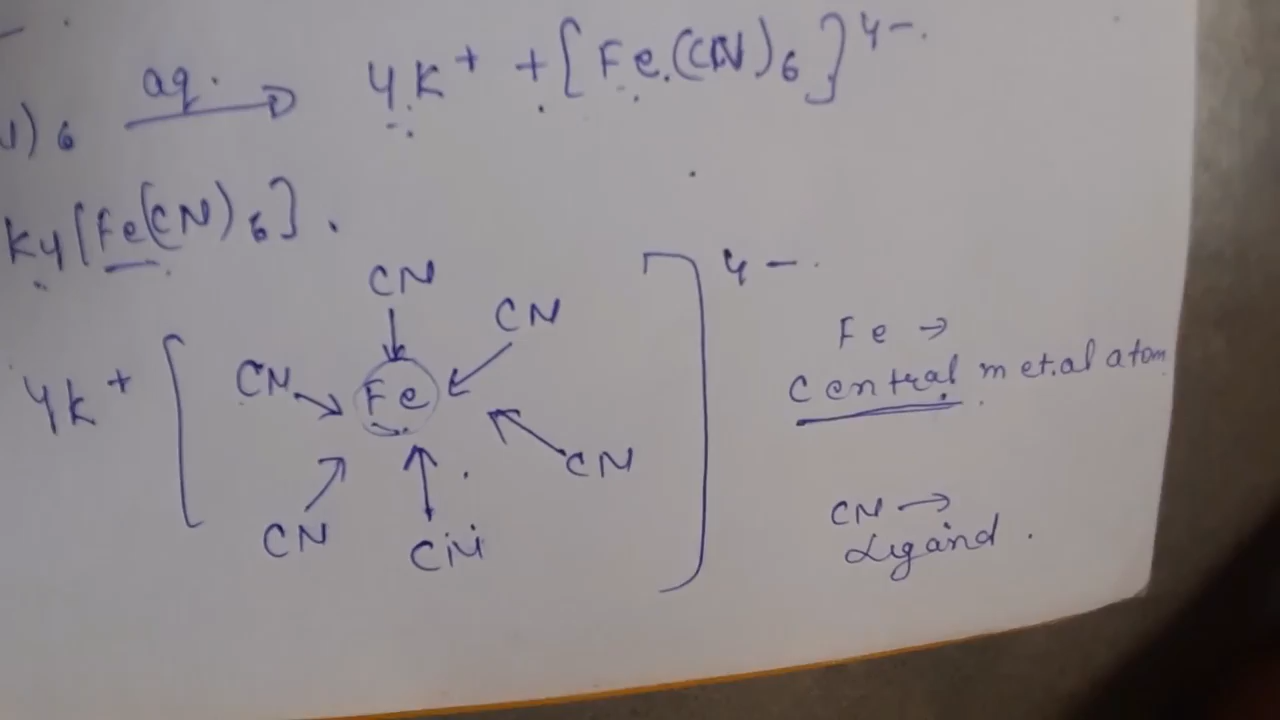 )6 aq. → 4K⁺ + [Fe(CN)6]⁴⁻.
K4[Fe(CN)6].
CN
CN
4K⁺ [ CN Fe ]⁴⁻
CN
CN
CN
Fe →
Central metal atom
CN →
Ligand.